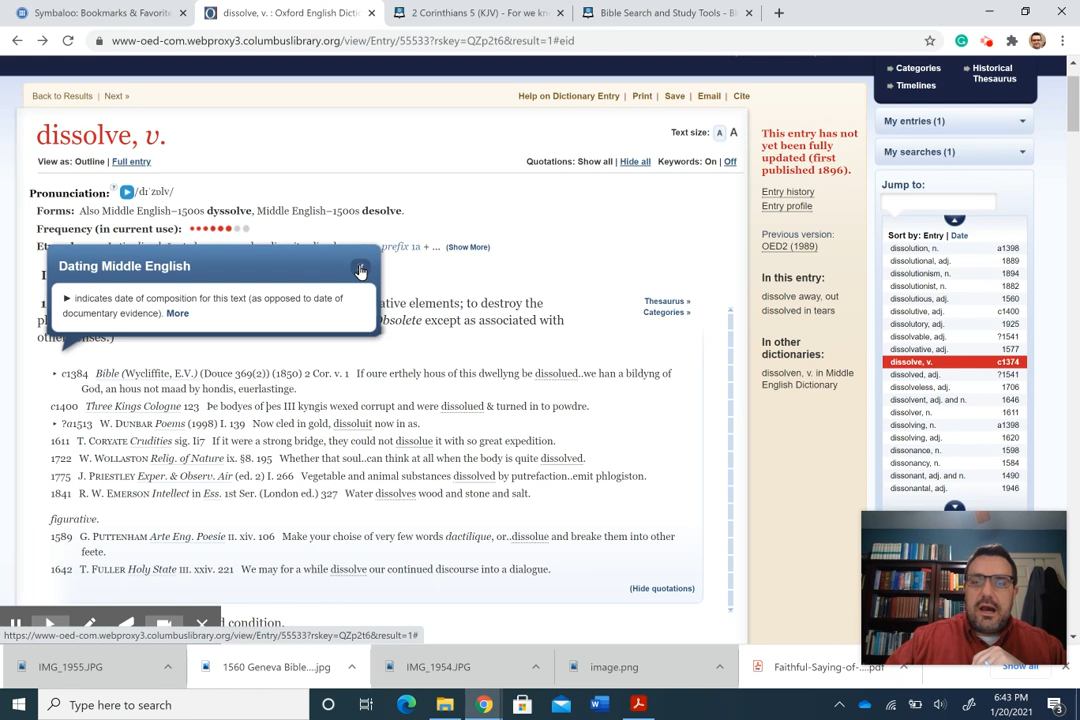 Symbaloo: Bookmarks & Favorite
dissolve, v. : Oxford English Dicti
2 Corinthians 5 (KJV) - For we kn
Bible Search and Study Tools - Bl
www-oed-com.webproxy3.columbuslibrary.org/view/Entry/55533?rskey=QZp2t6&result=1#eid
Categories
Historical Thesaurus
Timelines
Back to Results | Next »
Help on Dictionary Entry | Print | Save | Email | Cite
My entries (1)
My searches (1)
dissolve, v.
Text size: A A
View as: Outline | Full entry
Quotations: Show all | Hide all Keywords: On | Off
Pronunciation: ? /dɪˈzɒlv/
Forms: Also Middle English–1500s dyssolve, Middle English–1500s desolve.
Frequency (in current use):
prefix 1a + ... (Show More)
Dating Middle English
► indicates date of composition for this text (as opposed to date of
documentary evidence). More
ative elements; to destroy the
Obsolete except as associated with
Thesaurus »
Categories »
▸ c1384 Bible (Wycliffite, E.V.) (Douce 369(2)) (1850) 2 Cor. v. 1 If oure erthely hous of this dwellyng be dissolued..we han a bildyng of
God, an hous not maad by hondis, euerlastinge.
c1400 Three Kings Cologne 123 Þe bodyes of þes III kyngis wexed corrupt and were dissolued & turned in to powdre.
▸ ?a1513 W. DUNBAR Poems (1998) I. 139 Now cled in gold, dissoluit now in as.
1611 T. CORYATE Crudities sig. Ii7 If it were a strong bridge, they could not dissolue it with so great expedition.
1722 W. WOLLASTON Relig. of Nature ix. §8. 195 Whether that soul..can think at all when the body is quite dissolved.
1775 J. PRIESTLEY Exper. & Observ. Air (ed. 2) I. 266 Vegetable and animal substances dissolved by putrefaction..emit phlogiston.
1841 R. W. EMERSON Intellect in Ess. 1st Ser. (London ed.) 327 Water dissolves wood and stone and salt.
figurative.
1589 G. PUTTENHAM Arte Eng. Poesie II. xiv. 106 Make your choise of very few words dactilique, or..dissolue and breake them into other
feete.
1642 T. FULLER Holy State III. xxiv. 221 We may for a while dissolve our continued discourse into a dialogue.
(Hide quotations)
d condition.
This entry has not
yet been fully
updated (first
published 1896).
Entry history
Entry profile
Previous version:
OED2 (1989)
In this entry:
dissolve away, out
dissolved in tears
In other
dictionaries:
dissolven, v. in Middle
English Dictionary
Jump to:
Sort by: Entry | Date
dissolution, n. a1398
dissolutional, adj. 1889
dissolutionism, n. 1894
dissolutionist, n. 1882
dissolutious, adj. 1560
dissolutive, adj. c1400
dissolutory, adj. 1925
dissolvable, adj. ?1541
dissolvative, adj. 1577
dissolve, v. c1374
dissolved, adj. ?1541
dissolveless, adj. 1706
dissolvent, adj. and n. 1646
dissolver, n. 1611
dissolving, n. a1398
dissolving, adj. 1620
dissonance, n. 1598
dissonancy, n. 1584
dissonant, adj. and n. 1490
dissonantal, adj. 1946
https://www-oed-com.webproxy3.columbuslibrary.org/view/Entry/55533?rskey=QZp2t6&result=1#
IMG_1955.JPG
1560 Geneva Bible....jpg
IMG_1954.JPG
image.png
Faithful-Saying-of-....pdf
Show all
Type here to search
6:43 PM
1/20/2021
3